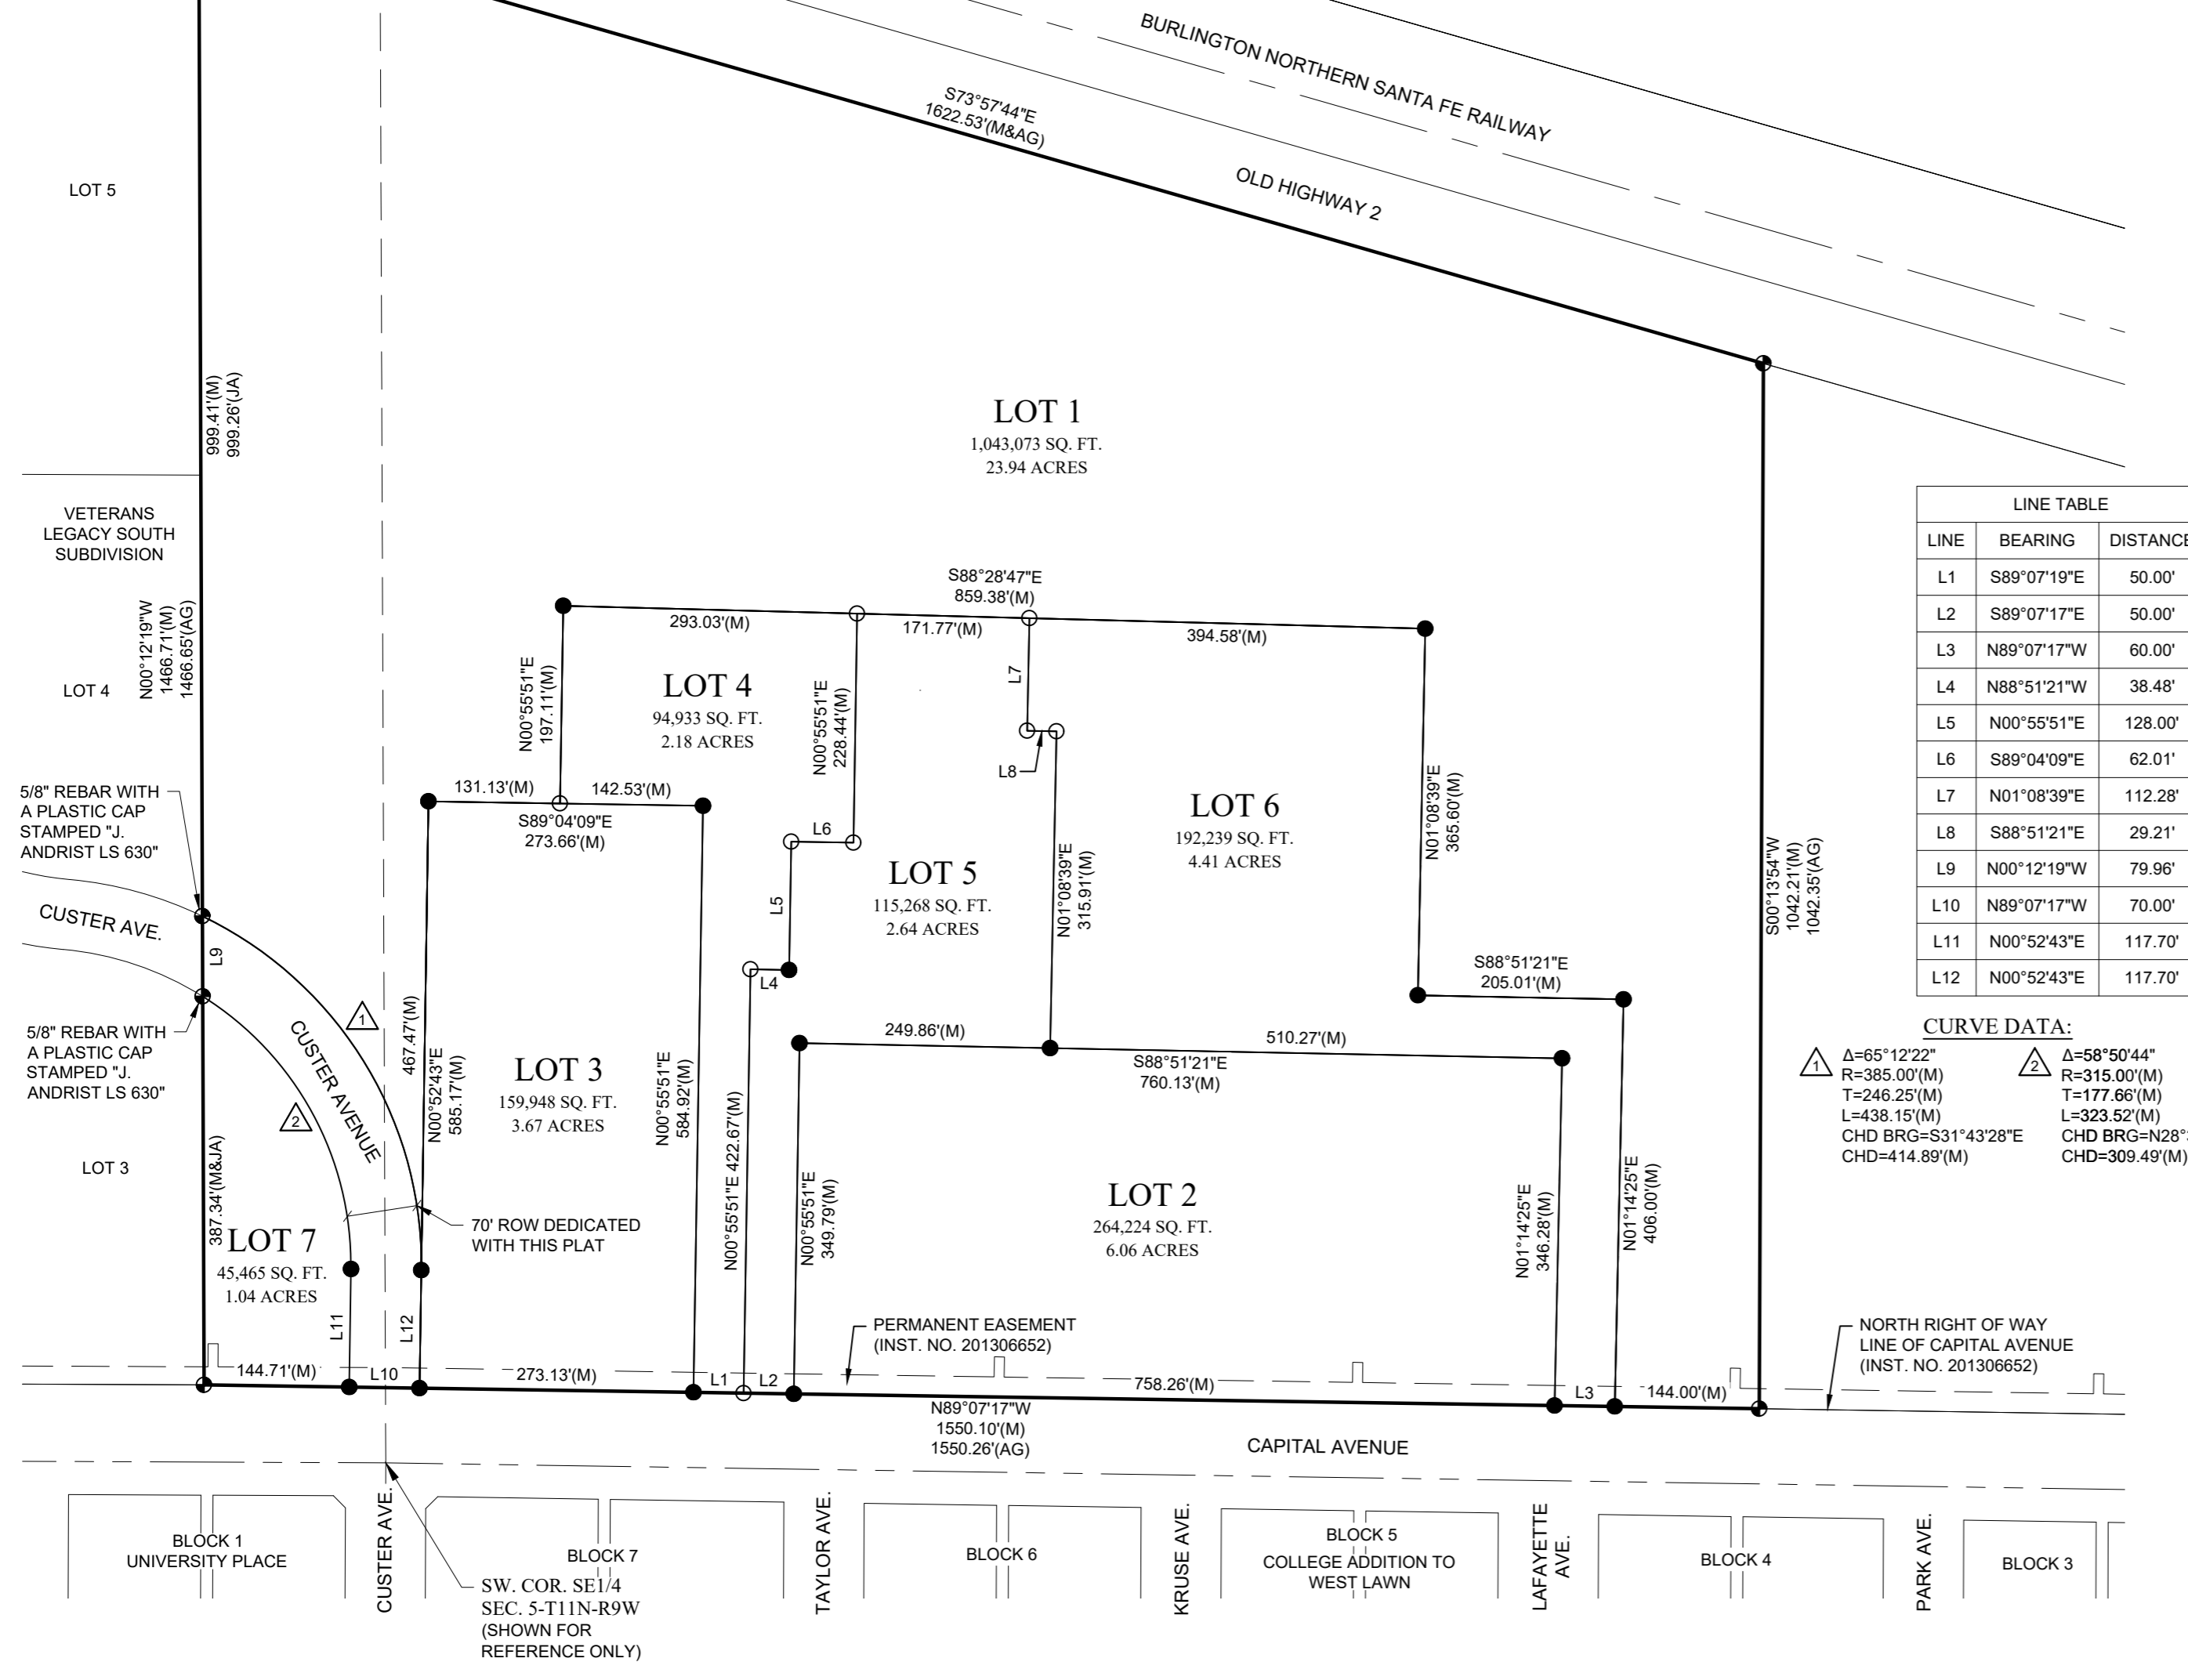 BURLINGTON NORTHERN SANTA FE RAILWAY
S73°57'44"E
1622.53'(M&AG)
OLD HIGHWAY 2
LOT 5
999.41'(M)
999.26'(JA)
LOT 1
1,043,073 SQ. FT.
23.94 ACRES
VETERANS
LEGACY SOUTH
SUBDIVISION
N00°12'19"W
1466.71'(M)
1466.65'(AG)
LOT 4
LINE TABLE
LINE BEARING DISTANCE
L1 S89°07'19"E 50.00'
L2 S89°07'17"E 50.00'
L3 N89°07'17"W 60.00'
L4 N88°51'21"W 38.48'
L5 N00°55'51"E 128.00'
L6 S89°04'09"E 62.01'
L7 N01°08'39"E 112.28'
L8 S88°51'21"E 29.21'
L9 N00°12'19"W 79.96'
L10 N89°07'17"W 70.00'
L11 N00°52'43"E 117.70'
L12 N00°52'43"E 117.70'
S88°28'47"E
859.38'(M)
293.03'(M)
171.77'(M)
394.58'(M)
N00°55'51"E
197.11'(M)
LOT 4
94,933 SQ. FT.
2.18 ACRES
N00°55'51"E
228.44'(M)
L7
L8
LOT 6
192,239 SQ. FT.
4.41 ACRES
N01°08'39"E
365.60'(M)
S00°13'54"W
1042.21'(M)
1042.35'(AG)
5/8" REBAR WITH
A PLASTIC CAP
STAMPED "J.
ANDRIST LS 630"
131.13'(M)
142.53'(M)
S89°04'09"E
273.66'(M)
L6
L5
L4
LOT 5
115,268 SQ. FT.
2.64 ACRES
N01°08'39"E
315.91'(M)
S88°51'21"E
205.01'(M)
CUSTER AVE.
L9
5/8" REBAR WITH
A PLASTIC CAP
STAMPED "J.
ANDRIST LS 630"
1
2
CUSTER AVENUE
467.47'(M)
N00°52'43"E
585.17'(M)
LOT 3
159,948 SQ. FT.
3.67 ACRES
N00°55'51"E
584.92'(M)
249.86'(M)
510.27'(M)
S88°51'21"E
760.13'(M)
CURVE DATA:
1
Δ=65°12'22"
R=385.00'(M)
T=246.25'(M)
L=438.15'(M)
CHD BRG=S31°43'28"E
CHD=414.89'(M)
2
Δ=58°50'44"
R=315.00'(M)
T=177.66'(M)
L=323.52'(M)
CHD BRG=N28°
CHD=309.49'(M)
LOT 3
387.34'(M&JA)
LOT 7
45,465 SQ. FT.
1.04 ACRES
70' ROW DEDICATED
WITH THIS PLAT
N00°55'51"E 422.67'(M)
N00°55'51"E
349.79'(M)
LOT 2
264,224 SQ. FT.
6.06 ACRES
N01°14'25"E
346.28'(M)
N01°14'25"E
406.00'(M)
L11
L12
PERMANENT EASEMENT
(INST. NO. 201306652)
NORTH RIGHT OF WAY
LINE OF CAPITAL AVENUE
(INST. NO. 201306652)
144.71'(M)
L10
273.13'(M)
L1
L2
758.26'(M)
L3
144.00'(M)
N89°07'17"W
1550.10'(M)
1550.26'(AG)
CAPITAL AVENUE
BLOCK 1
UNIVERSITY PLACE
CUSTER AVE.
BLOCK 7
TAYLOR AVE.
BLOCK 6
KRUSE AVE.
BLOCK 5
COLLEGE ADDITION TO
WEST LAWN
LAFAYETTE
AVE.
BLOCK 4
PARK AVE.
BLOCK 3
SW. COR. SE1/4
SEC. 5-T11N-R9W
(SHOWN FOR
REFERENCE ONLY)